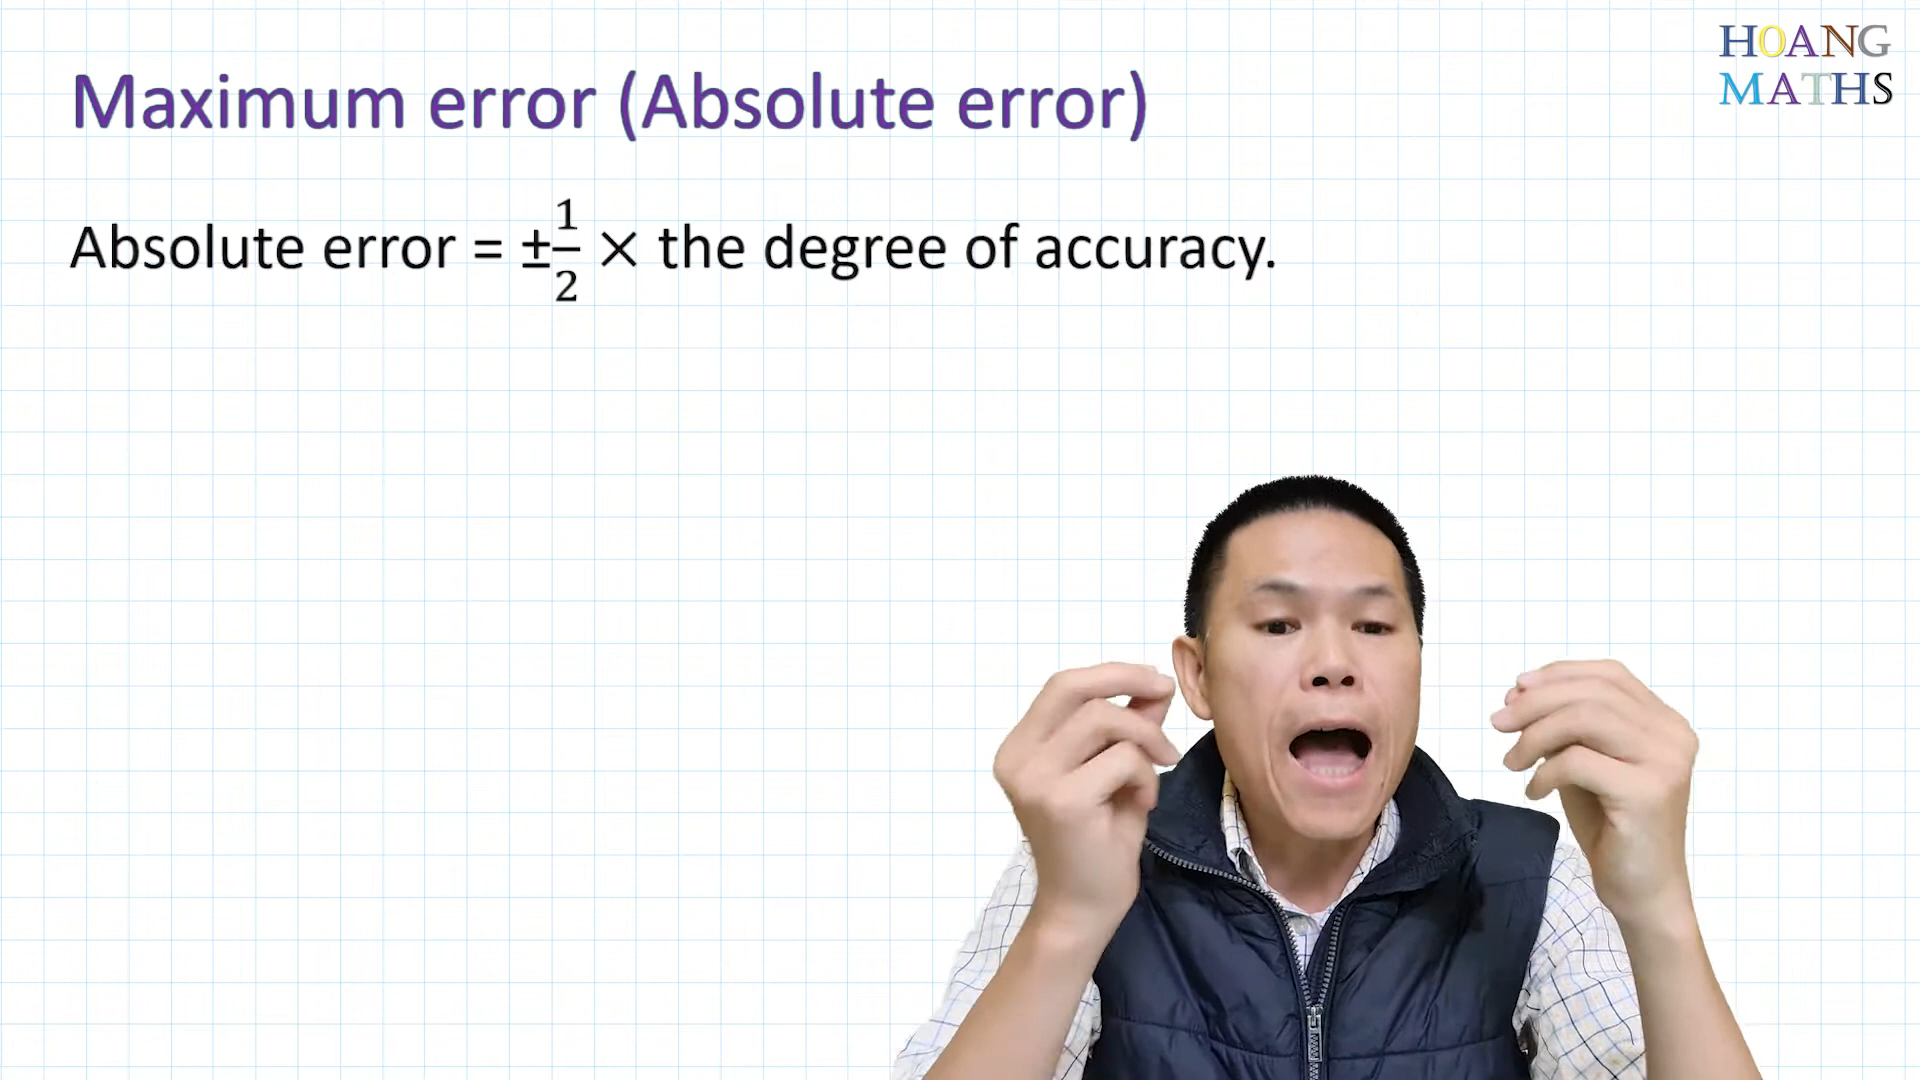 HOANG
MATHS
Maximum error (Absolute error)
Absolute error = ±1/2 × the degree of accuracy.